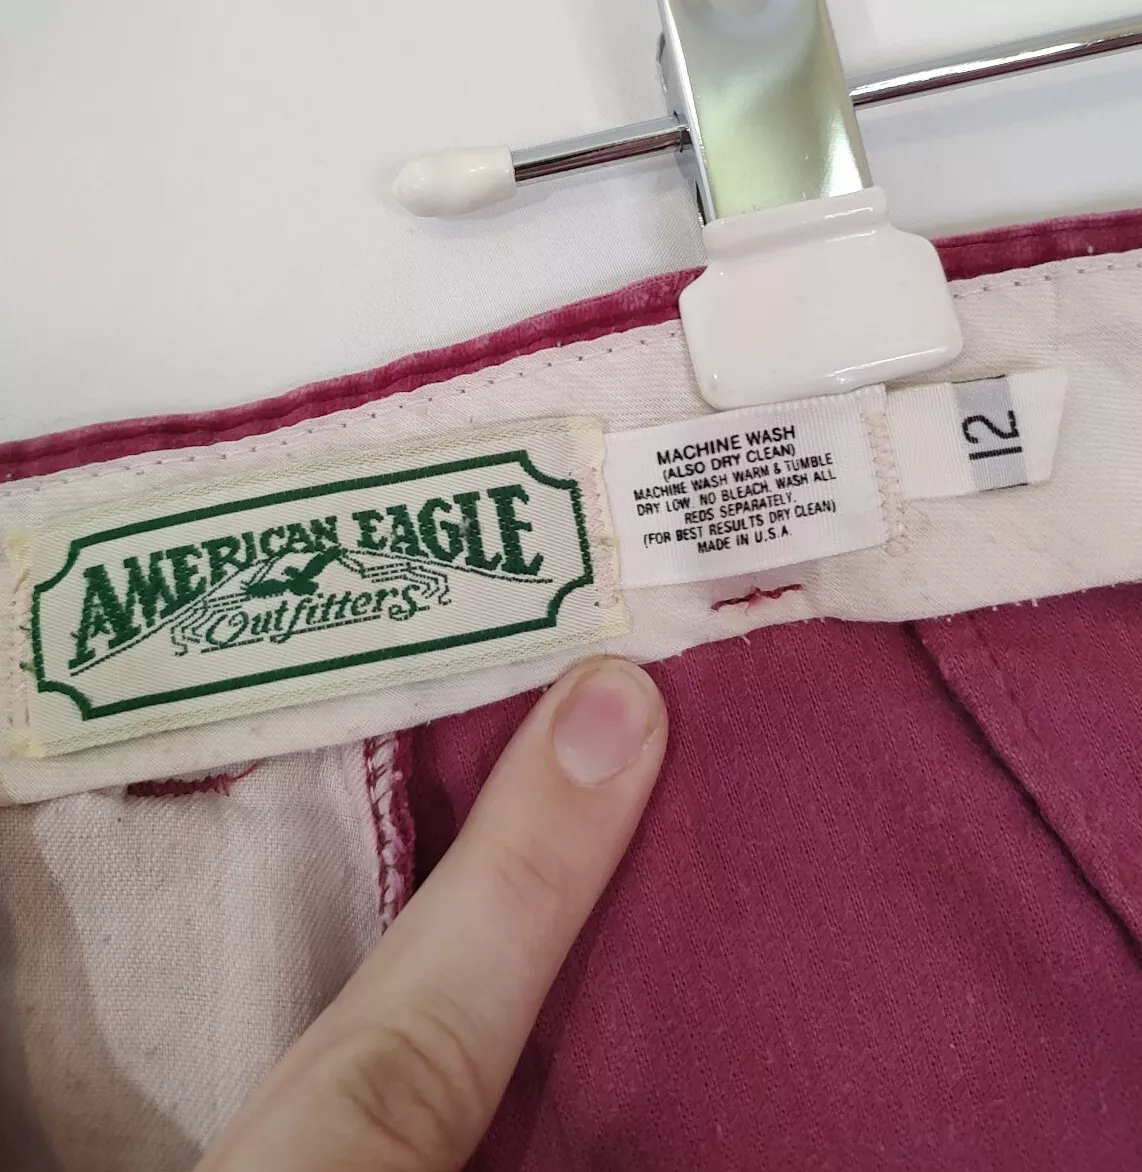 AMERICAN EAGLE
Outfitters
MACHINE WASH
(ALSO DRY CLEAN)
MACHINE WASH WARM & TUMBLE
DRY LOW. NO BLEACH. WASH ALL
REDS SEPARATELY.
(FOR BEST RESULTS DRY CLEAN)
MADE IN U.S.A.
12